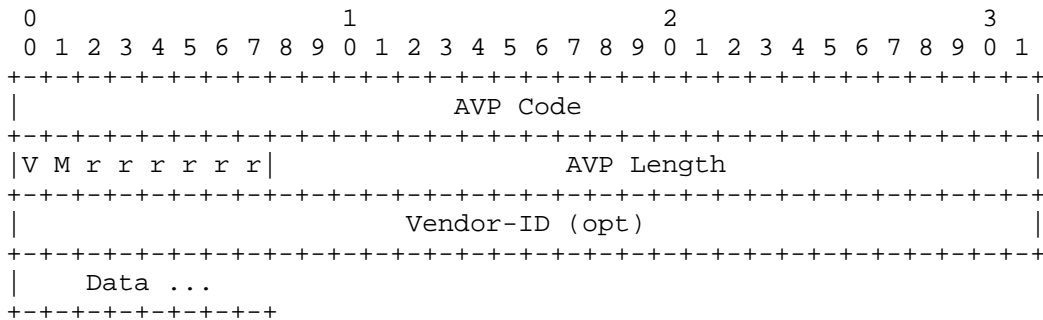 0                   1                   2                   3
 0 1 2 3 4 5 6 7 8 9 0 1 2 3 4 5 6 7 8 9 0 1 2 3 4 5 6 7 8 9 0 1
+-+-+-+-+-+-+-+-+-+-+-+-+-+-+-+-+-+-+-+-+-+-+-+-+-+-+-+-+-+-+-+-+
|                           AVP Code                            |
+-+-+-+-+-+-+-+-+-+-+-+-+-+-+-+-+-+-+-+-+-+-+-+-+-+-+-+-+-+-+-+-+
|V M r r r r r r|                  AVP Length                   |
+-+-+-+-+-+-+-+-+-+-+-+-+-+-+-+-+-+-+-+-+-+-+-+-+-+-+-+-+-+-+-+-+
|                        Vendor-ID (opt)                        |
+-+-+-+-+-+-+-+-+-+-+-+-+-+-+-+-+-+-+-+-+-+-+-+-+-+-+-+-+-+-+-+-+
|    Data ...
+-+-+-+-+-+-+-+-+